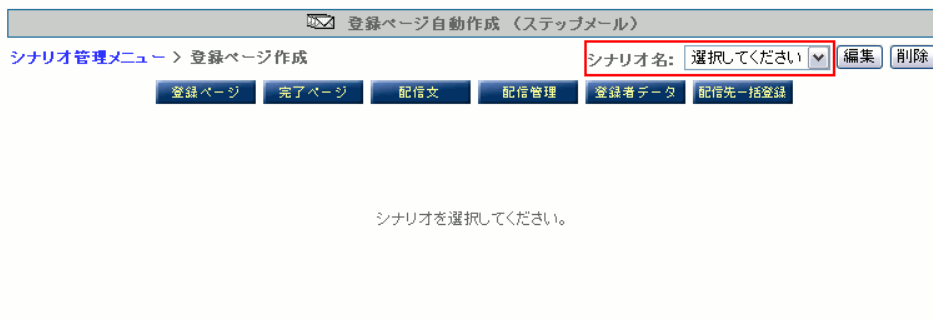 登録ページ自動作成 (ステップメール)
シナリオ管理メニュー > 登録ページ作成 シナリオ名: 選択してください 編集 削除
登録ページ 完了ページ 配信文 配信管理 登録者データ 配信先一括登録
シナリオを選択してください。